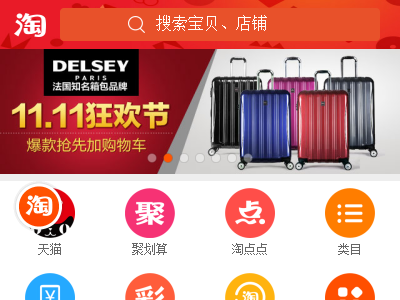 淘
搜索宝贝、店铺
DELSEY
PARIS
法国知名箱包品牌
11.11狂欢节
爆款抢先加购物车
淘
聚
点
天猫
聚划算
淘点点
类目
¥
彩
淘